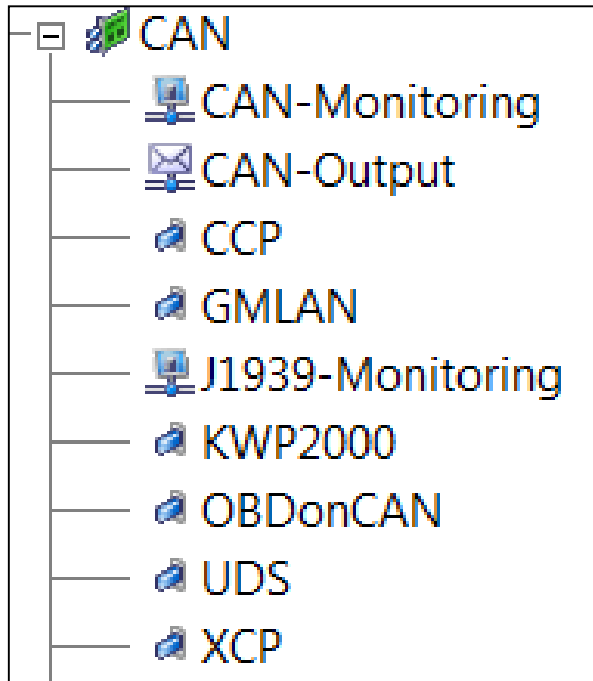 CAN
CAN-Monitoring
CAN-Output
CCP
GMLAN
J1939-Monitoring
KWP2000
OBDonCAN
UDS
XCP